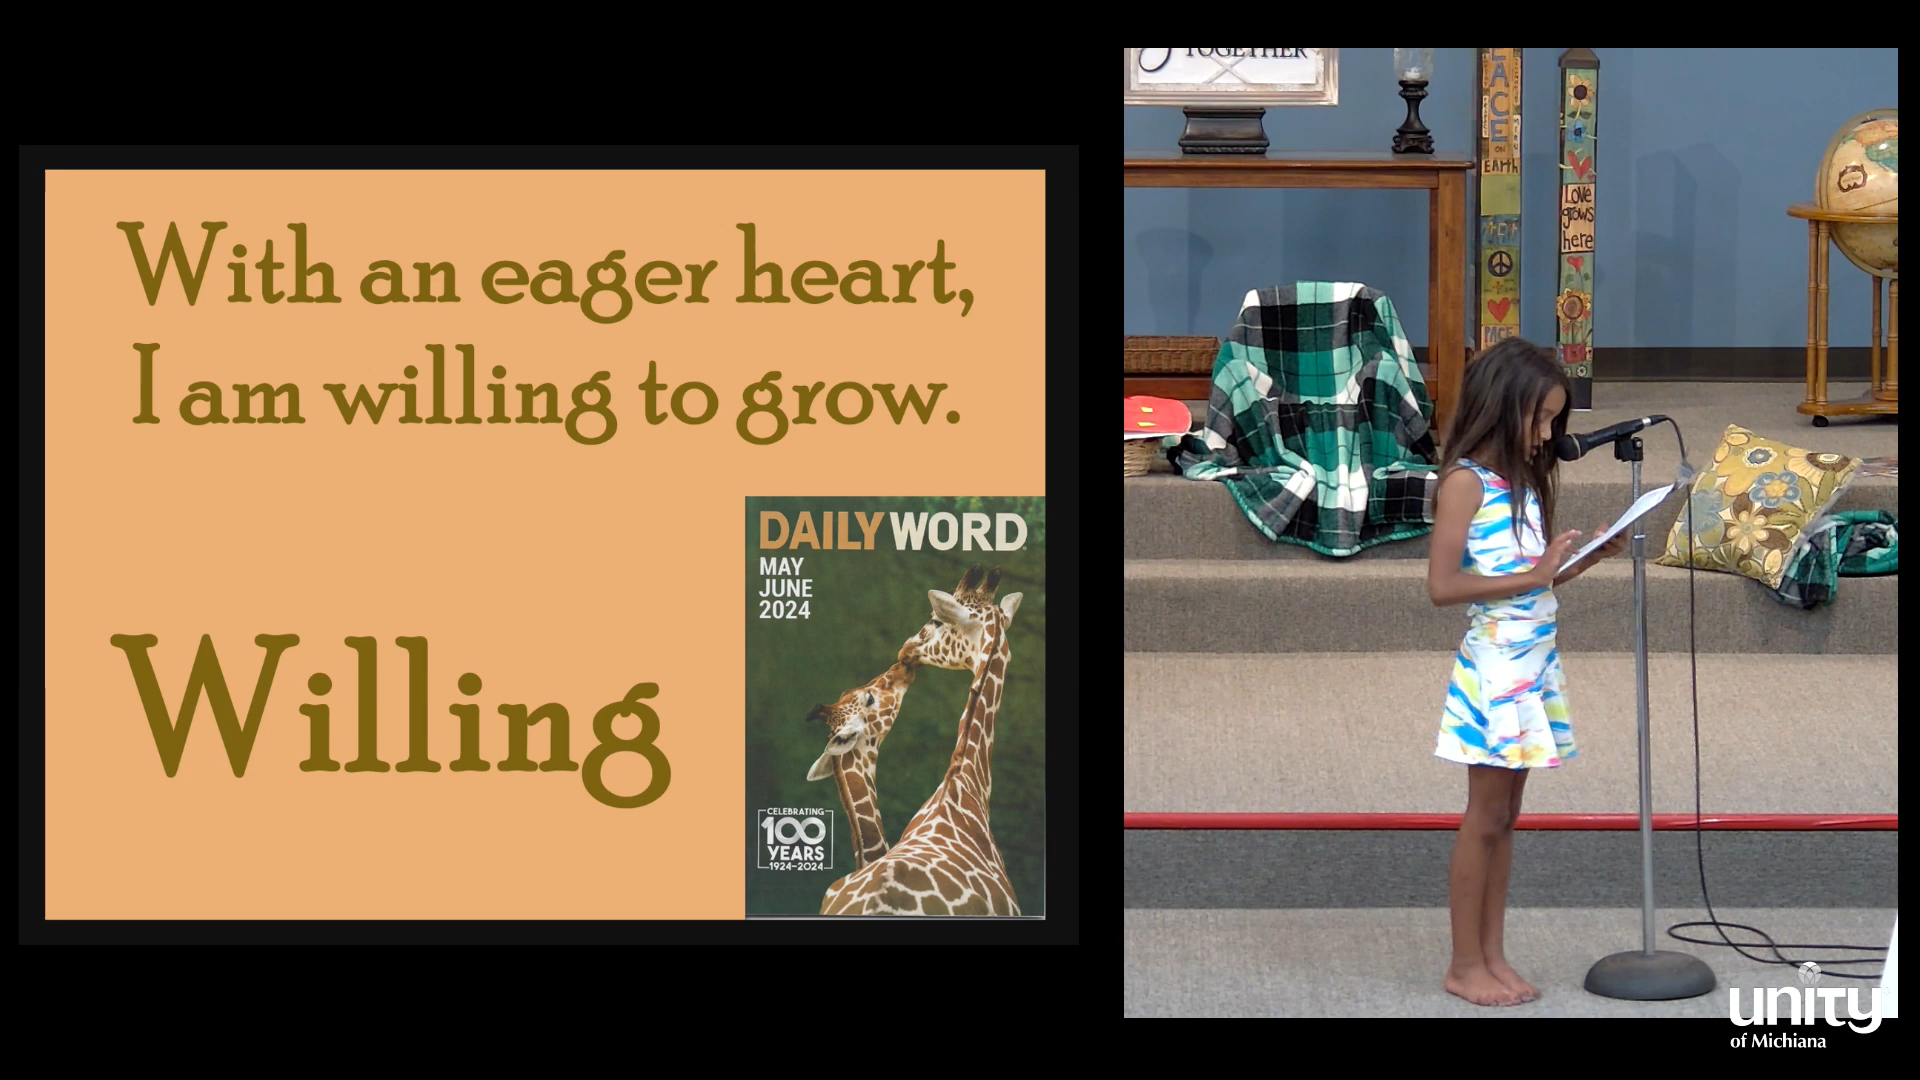 With an eager heart,
I am willing to grow.
Willing
DAILY WORD
MAY
JUNE
2024
CELEBRATING
100
YEARS
1924-2024
TOGETHER
ON
EARTH
Love
grows
here
unity
of Michiana